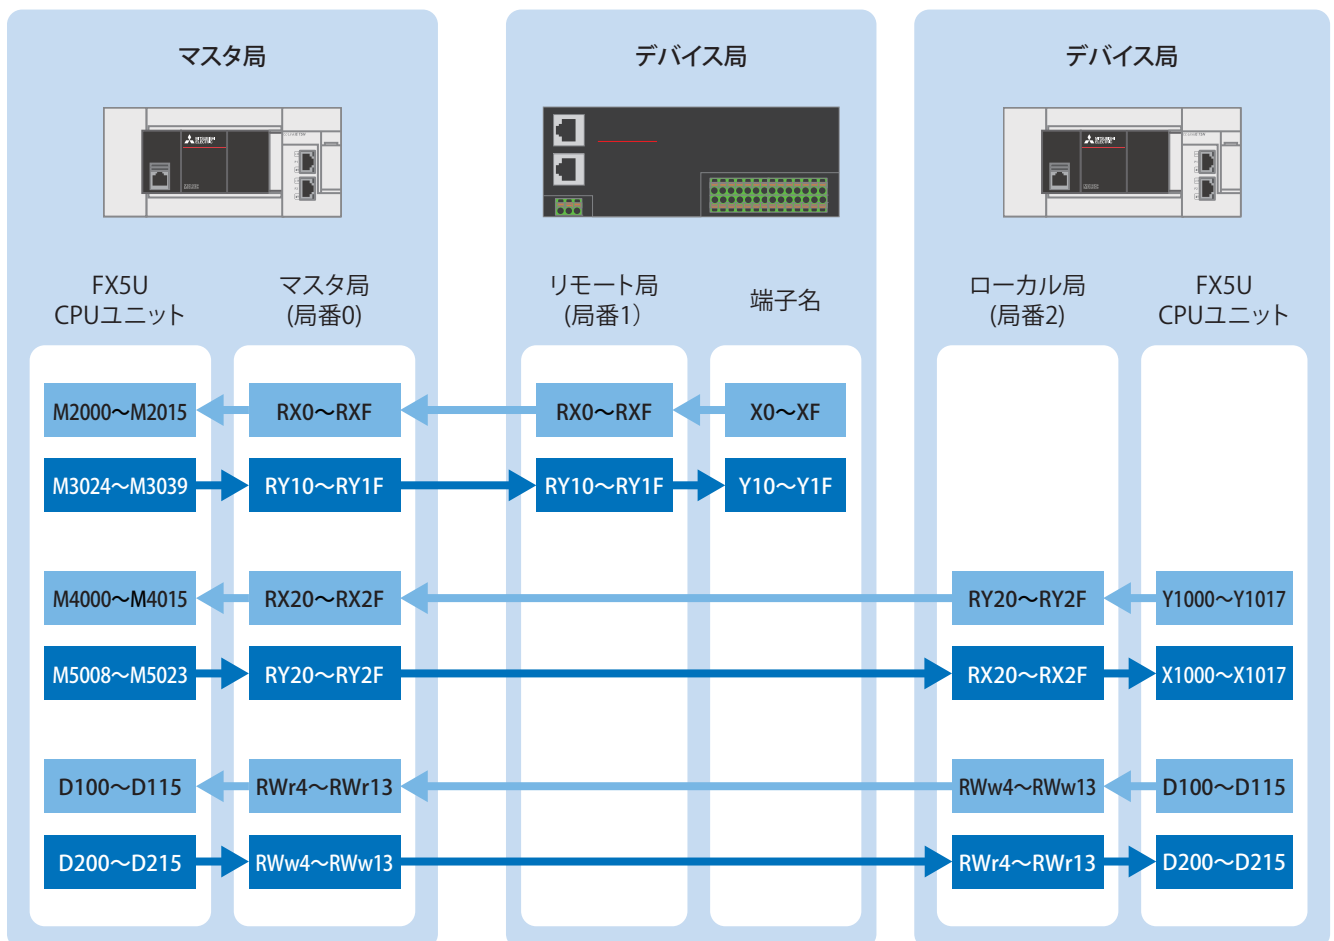 マスタ局
デバイス局
デバイス局
MITSUBISHI
ELECTRIC
MITSUBISHI
ELECTRIC
FX5U
CPUユニット
マスタ局
(局番0)
リモート局
(局番1)
端子名
ローカル局
(局番2)
FX5U
CPUユニット
M2000～M2015
RX0～RXF
RX0～RXF
X0～XF
M3024～M3039
RY10～RY1F
RY10～RY1F
Y10～Y1F
M4000～M4015
RX20～RX2F
RY20～RY2F
Y1000～Y1017
M5008～M5023
RY20～RY2F
RX20～RX2F
X1000～X1017
D100～D115
RWr4～RWr13
RWw4～RWw13
D100～D115
D200～D215
RWw4～RWw13
RWr4～RWr13
D200～D215